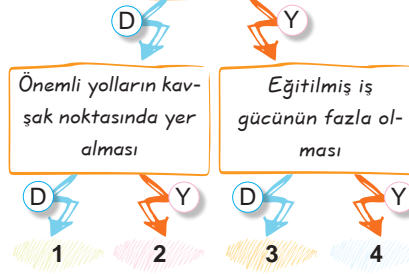 D Y
Önemli yolların kav-
şak noktasında yer
alması
Eğitilmiş iş
gücünün fazla ol-
ması
D Y D Y
1 2 3 4